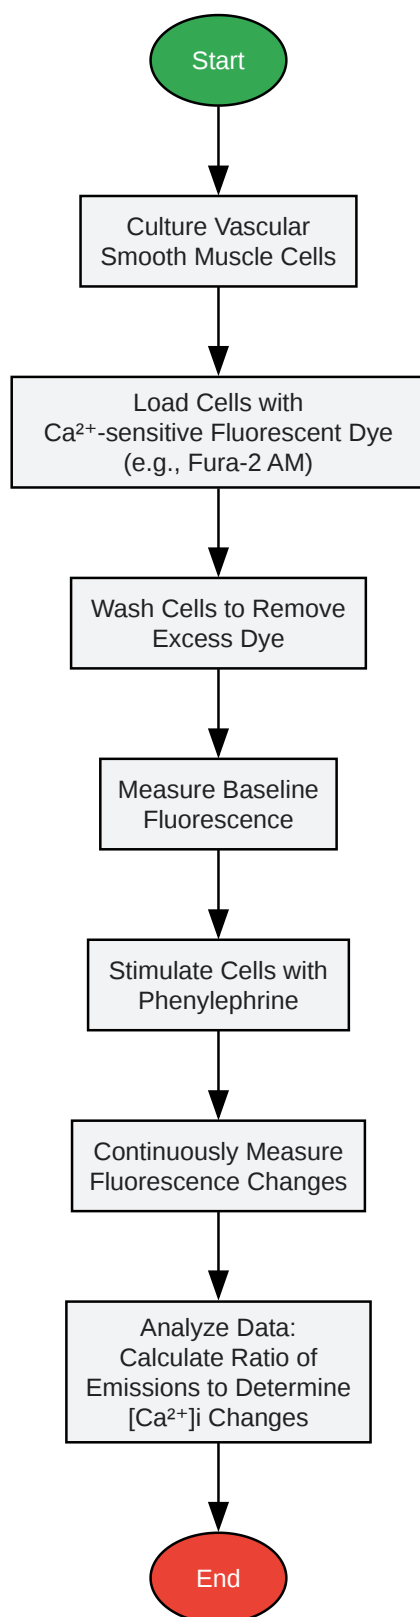 Start
Culture Vascular
Smooth Muscle Cells
Load Cells with
Ca²⁺-sensitive Fluorescent Dye
(e.g., Fura-2 AM)
Wash Cells to Remove
Excess Dye
Measure Baseline
Fluorescence
Stimulate Cells with
Phenylephrine
Continuously Measure
Fluorescence Changes
Analyze Data:
Calculate Ratio of
Emissions to Determine
[Ca²⁺]i Changes
End